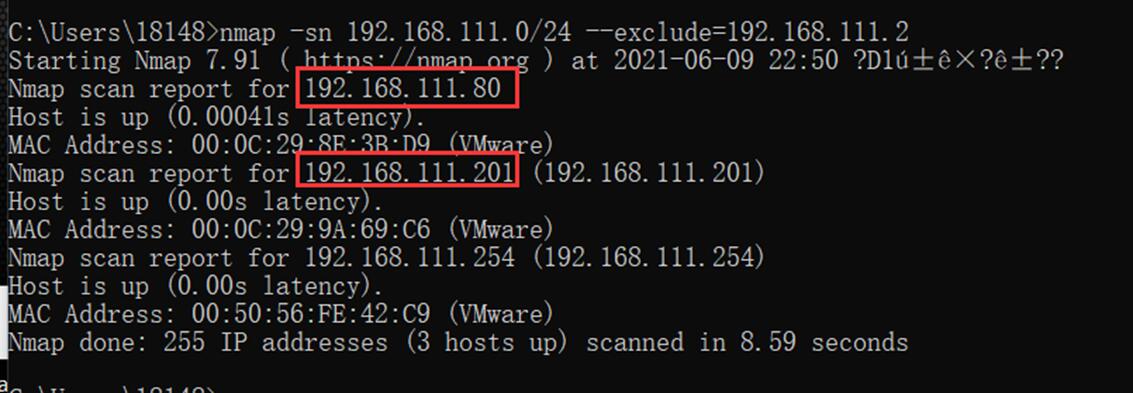 C:\Users\18148>nmap -sn 192.168.111.0/24 --exclude=192.168.111.2
Starting Nmap 7.91 ( https://nmap.org ) at 2021-06-09 22:50 ?D1ú±ê×?ê±??
Nmap scan report for 192.168.111.80
Host is up (0.00041s latency).
MAC Address: 00:0C:29:8E:3B:D9 (VMware)
Nmap scan report for 192.168.111.201 (192.168.111.201)
Host is up (0.00s latency).
MAC Address: 00:0C:29:9A:69:C6 (VMware)
Nmap scan report for 192.168.111.254 (192.168.111.254)
Host is up (0.00s latency).
MAC Address: 00:50:56:FE:42:C9 (VMware)
Nmap done: 255 IP addresses (3 hosts up) scanned in 8.59 seconds
C:\Users\18148>